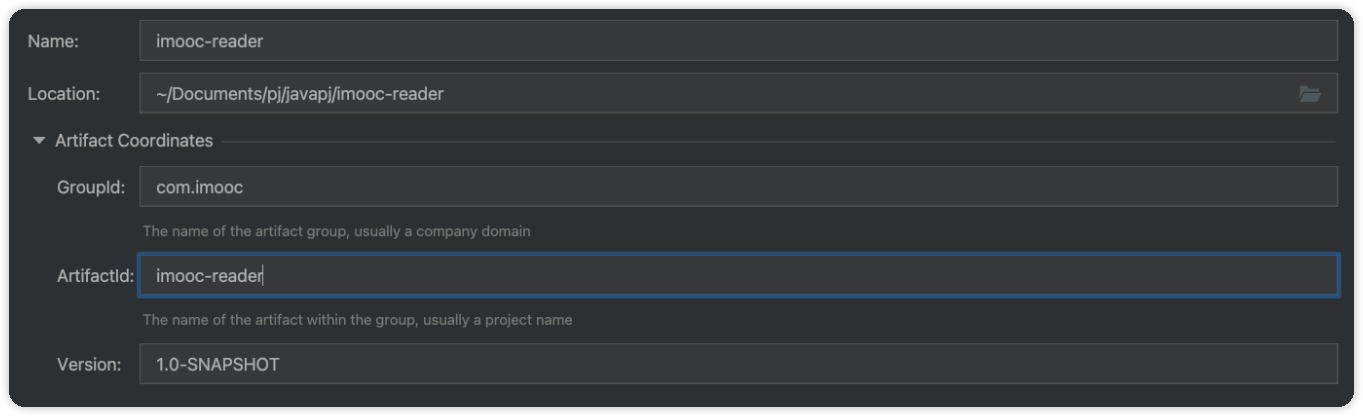 Name: imooc-reader
Location: ~/Documents/pj/javapj/imooc-reader
Artifact Coordinates
GroupId: com.imooc
The name of the artifact group, usually a company domain
ArtifactId: imooc-reader
The name of the artifact within the group, usually a project name
Version: 1.0-SNAPSHOT